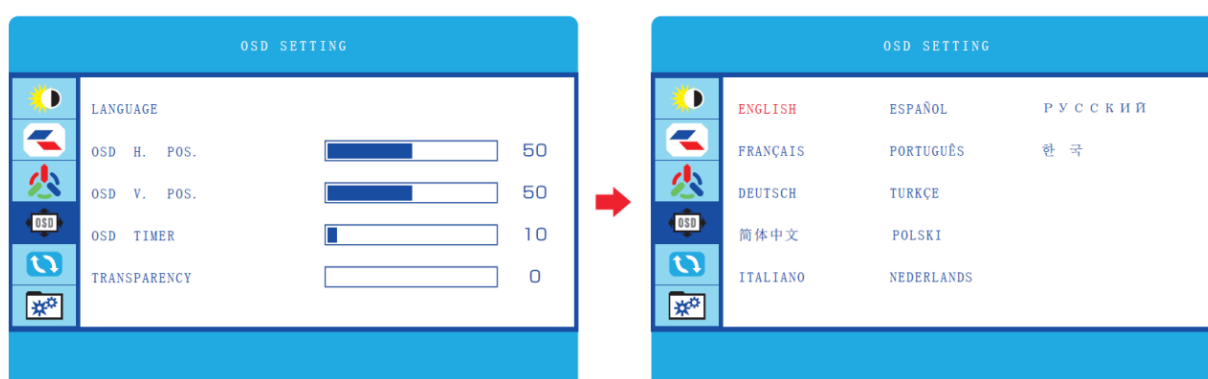 OSD SETTING
LANGUAGE
OSD H. POS. 50
OSD V. POS. 50
OSD
OSD TIMER 10
TRANSPARENCY 0
OSD SETTING
ENGLISH ESPAÑOL РУССКИЙ
FRANÇAIS PORTUGUÊS 한국
DEUTSCH TURKÇE
OSD
简体中文 POLSKI
ITALIANO NEDERLANDS